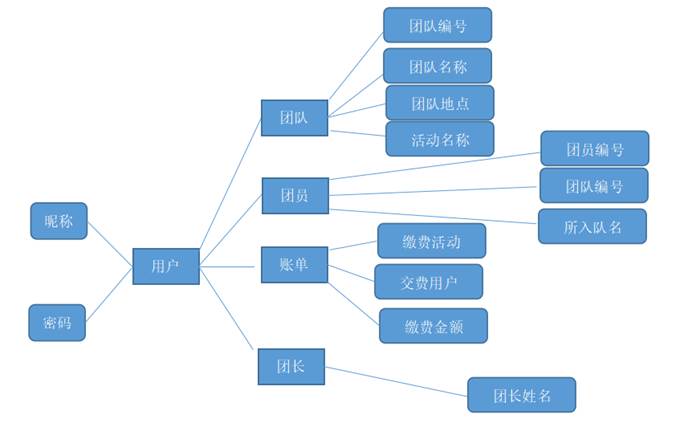 团队编号
团队名称
团队地点
活动名称
团队
团员编号
团队编号
所入队名
团员
昵称
用户
密码
账单
缴费活动
交费用户
缴费金额
团长
团长姓名